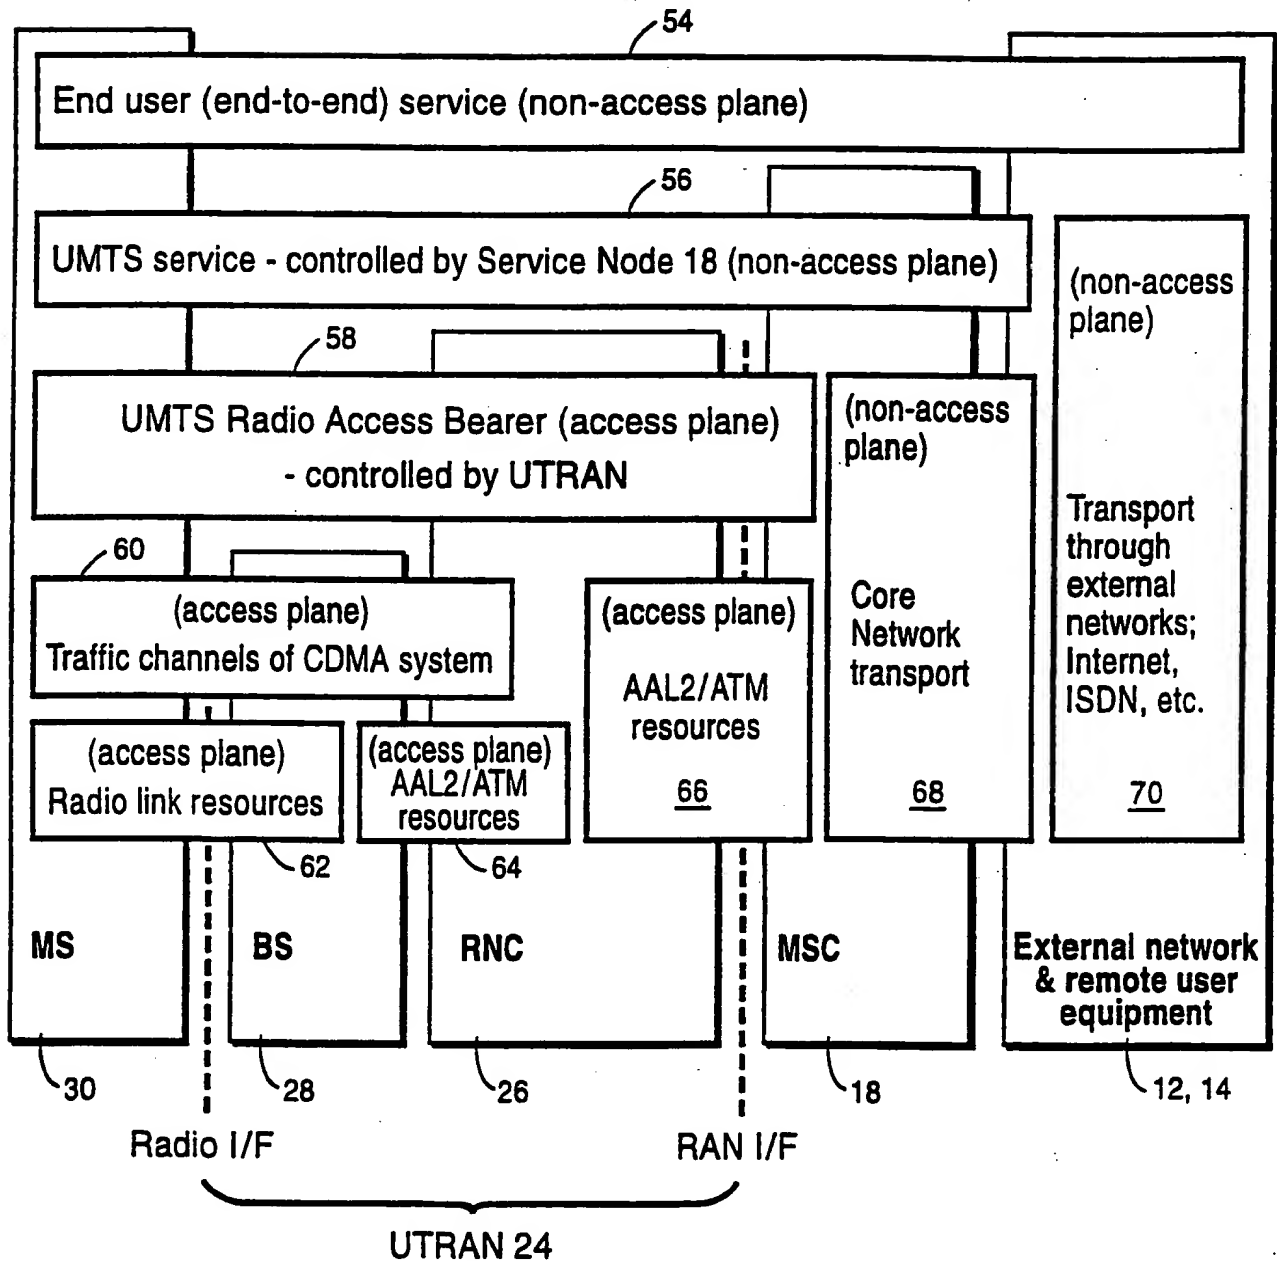 54
End user (end-to-end) service (non-access plane)
56
UMTS service - controlled by Service Node 18 (non-access plane)
(non-access
plane)
Transport
through
external
networks;
Internet,
ISDN, etc.
70
58
UMTS Radio Access Bearer (access plane)
- controlled by UTRAN
(non-access
plane)
Core
Network
transport
68
60
(access plane)
Traffic channels of CDMA system
(access plane)
AAL2/ATM
resources
66
(access plane)
Radio link resources
62
(access plane)
AAL2/ATM
resources
64
MS
BS
RNC
MSC
External network
& remote user
equipment
30
28
26
18
12, 14
Radio I/F
RAN I/F
UTRAN 24